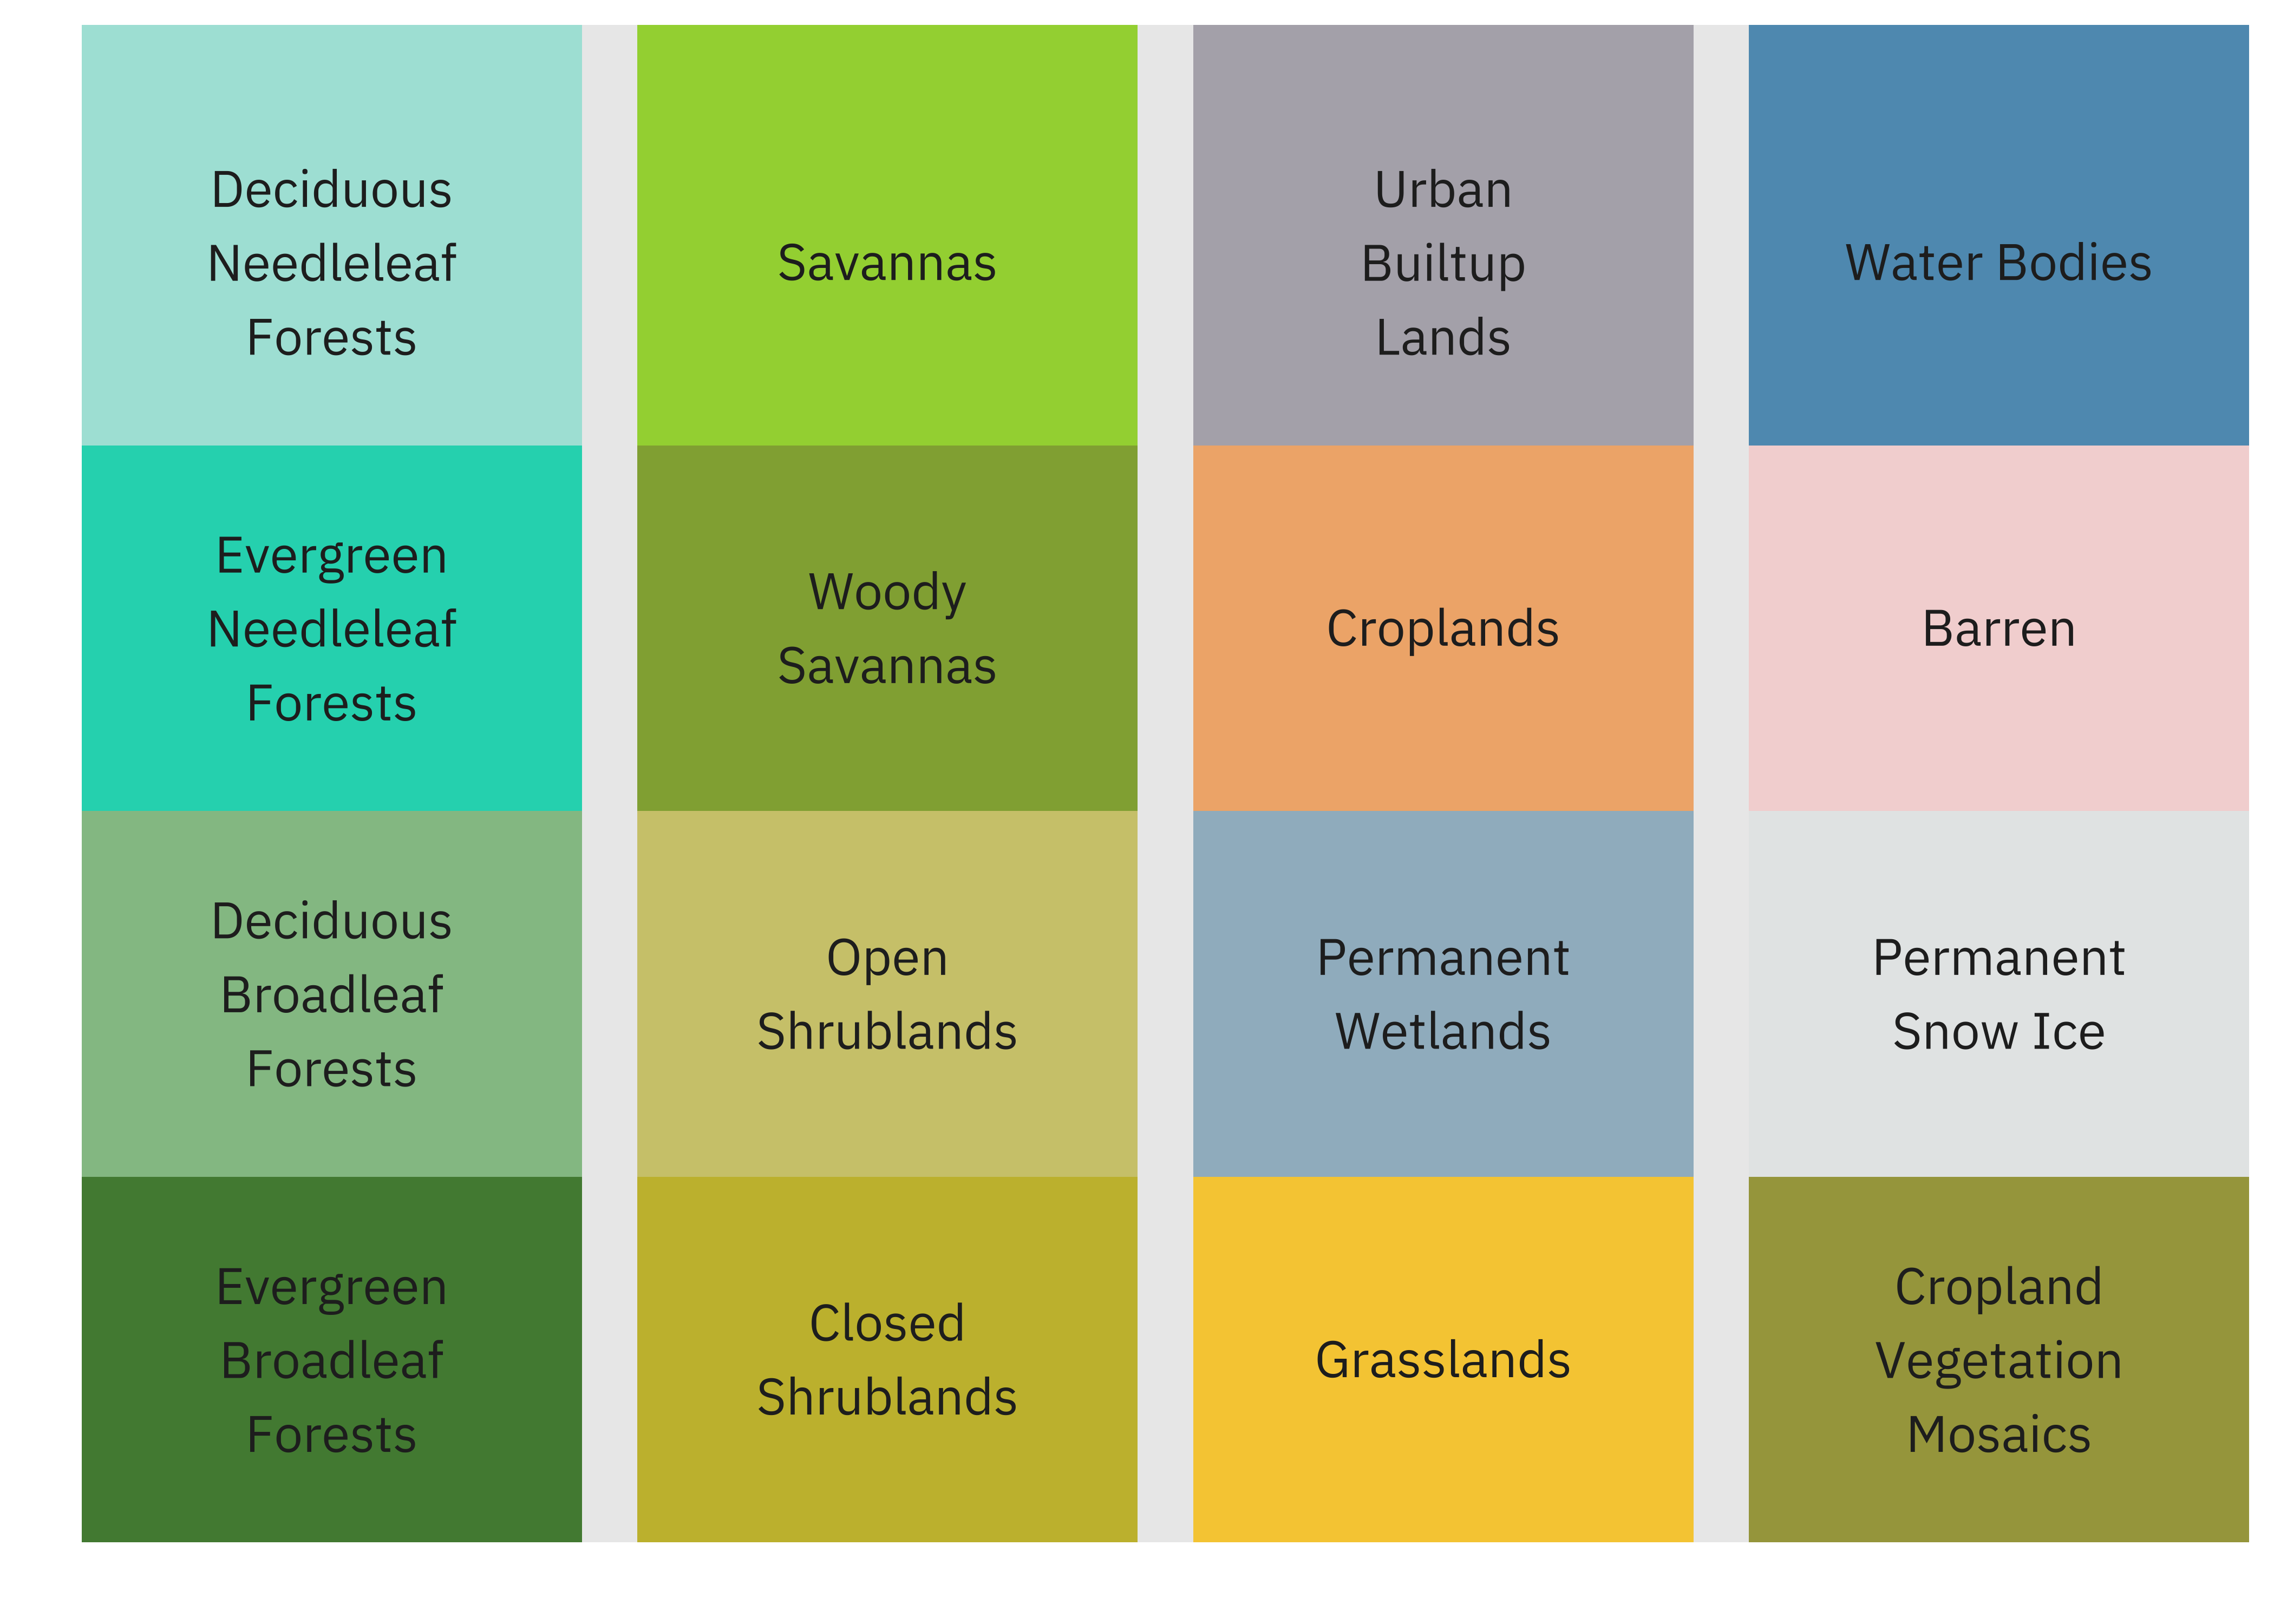 Deciduous
Needleleaf
Forests
Savannas
Urban
Builtup
Lands
Water Bodies
Evergreen
Needleleaf
Forests
Woody
Savannas
Croplands
Barren
Deciduous
Broadleaf
Forests
Open
Shrublands
Permanent
Wetlands
Permanent
Snow Ice
Evergreen
Broadleaf
Forests
Closed
Shrublands
Grasslands
Cropland
Vegetation
Mosaics